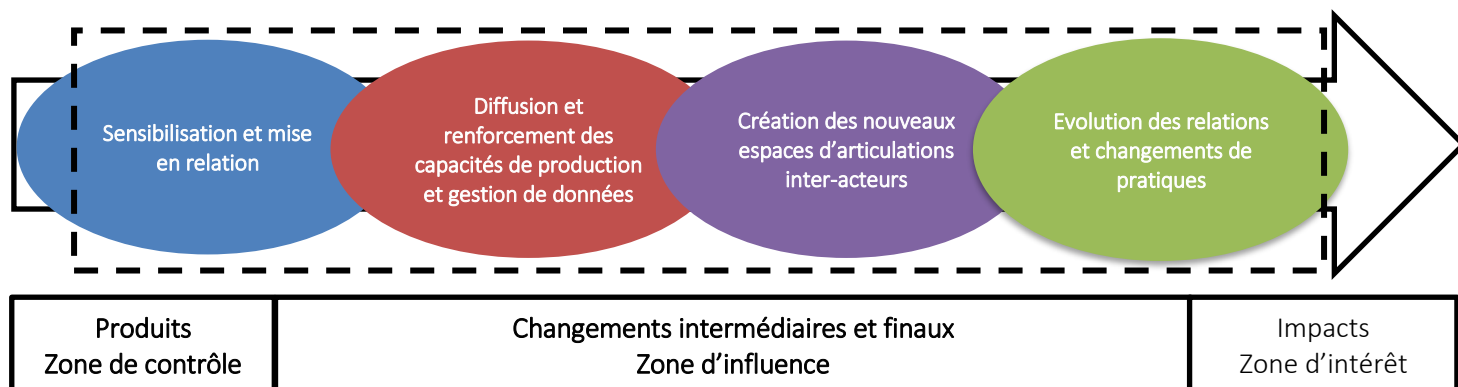 Sensibilisation et mise
en relation
Diffusion et
renforcement des
capacités de production
et gestion de données
Création des nouveaux
espaces d’articulations
inter-acteurs
Evolution des relations
et changements de
pratiques
Produits
Zone de contrôle
Changements intermédiaires et finaux
Zone d’influence
Impacts
Zone d’intérêt